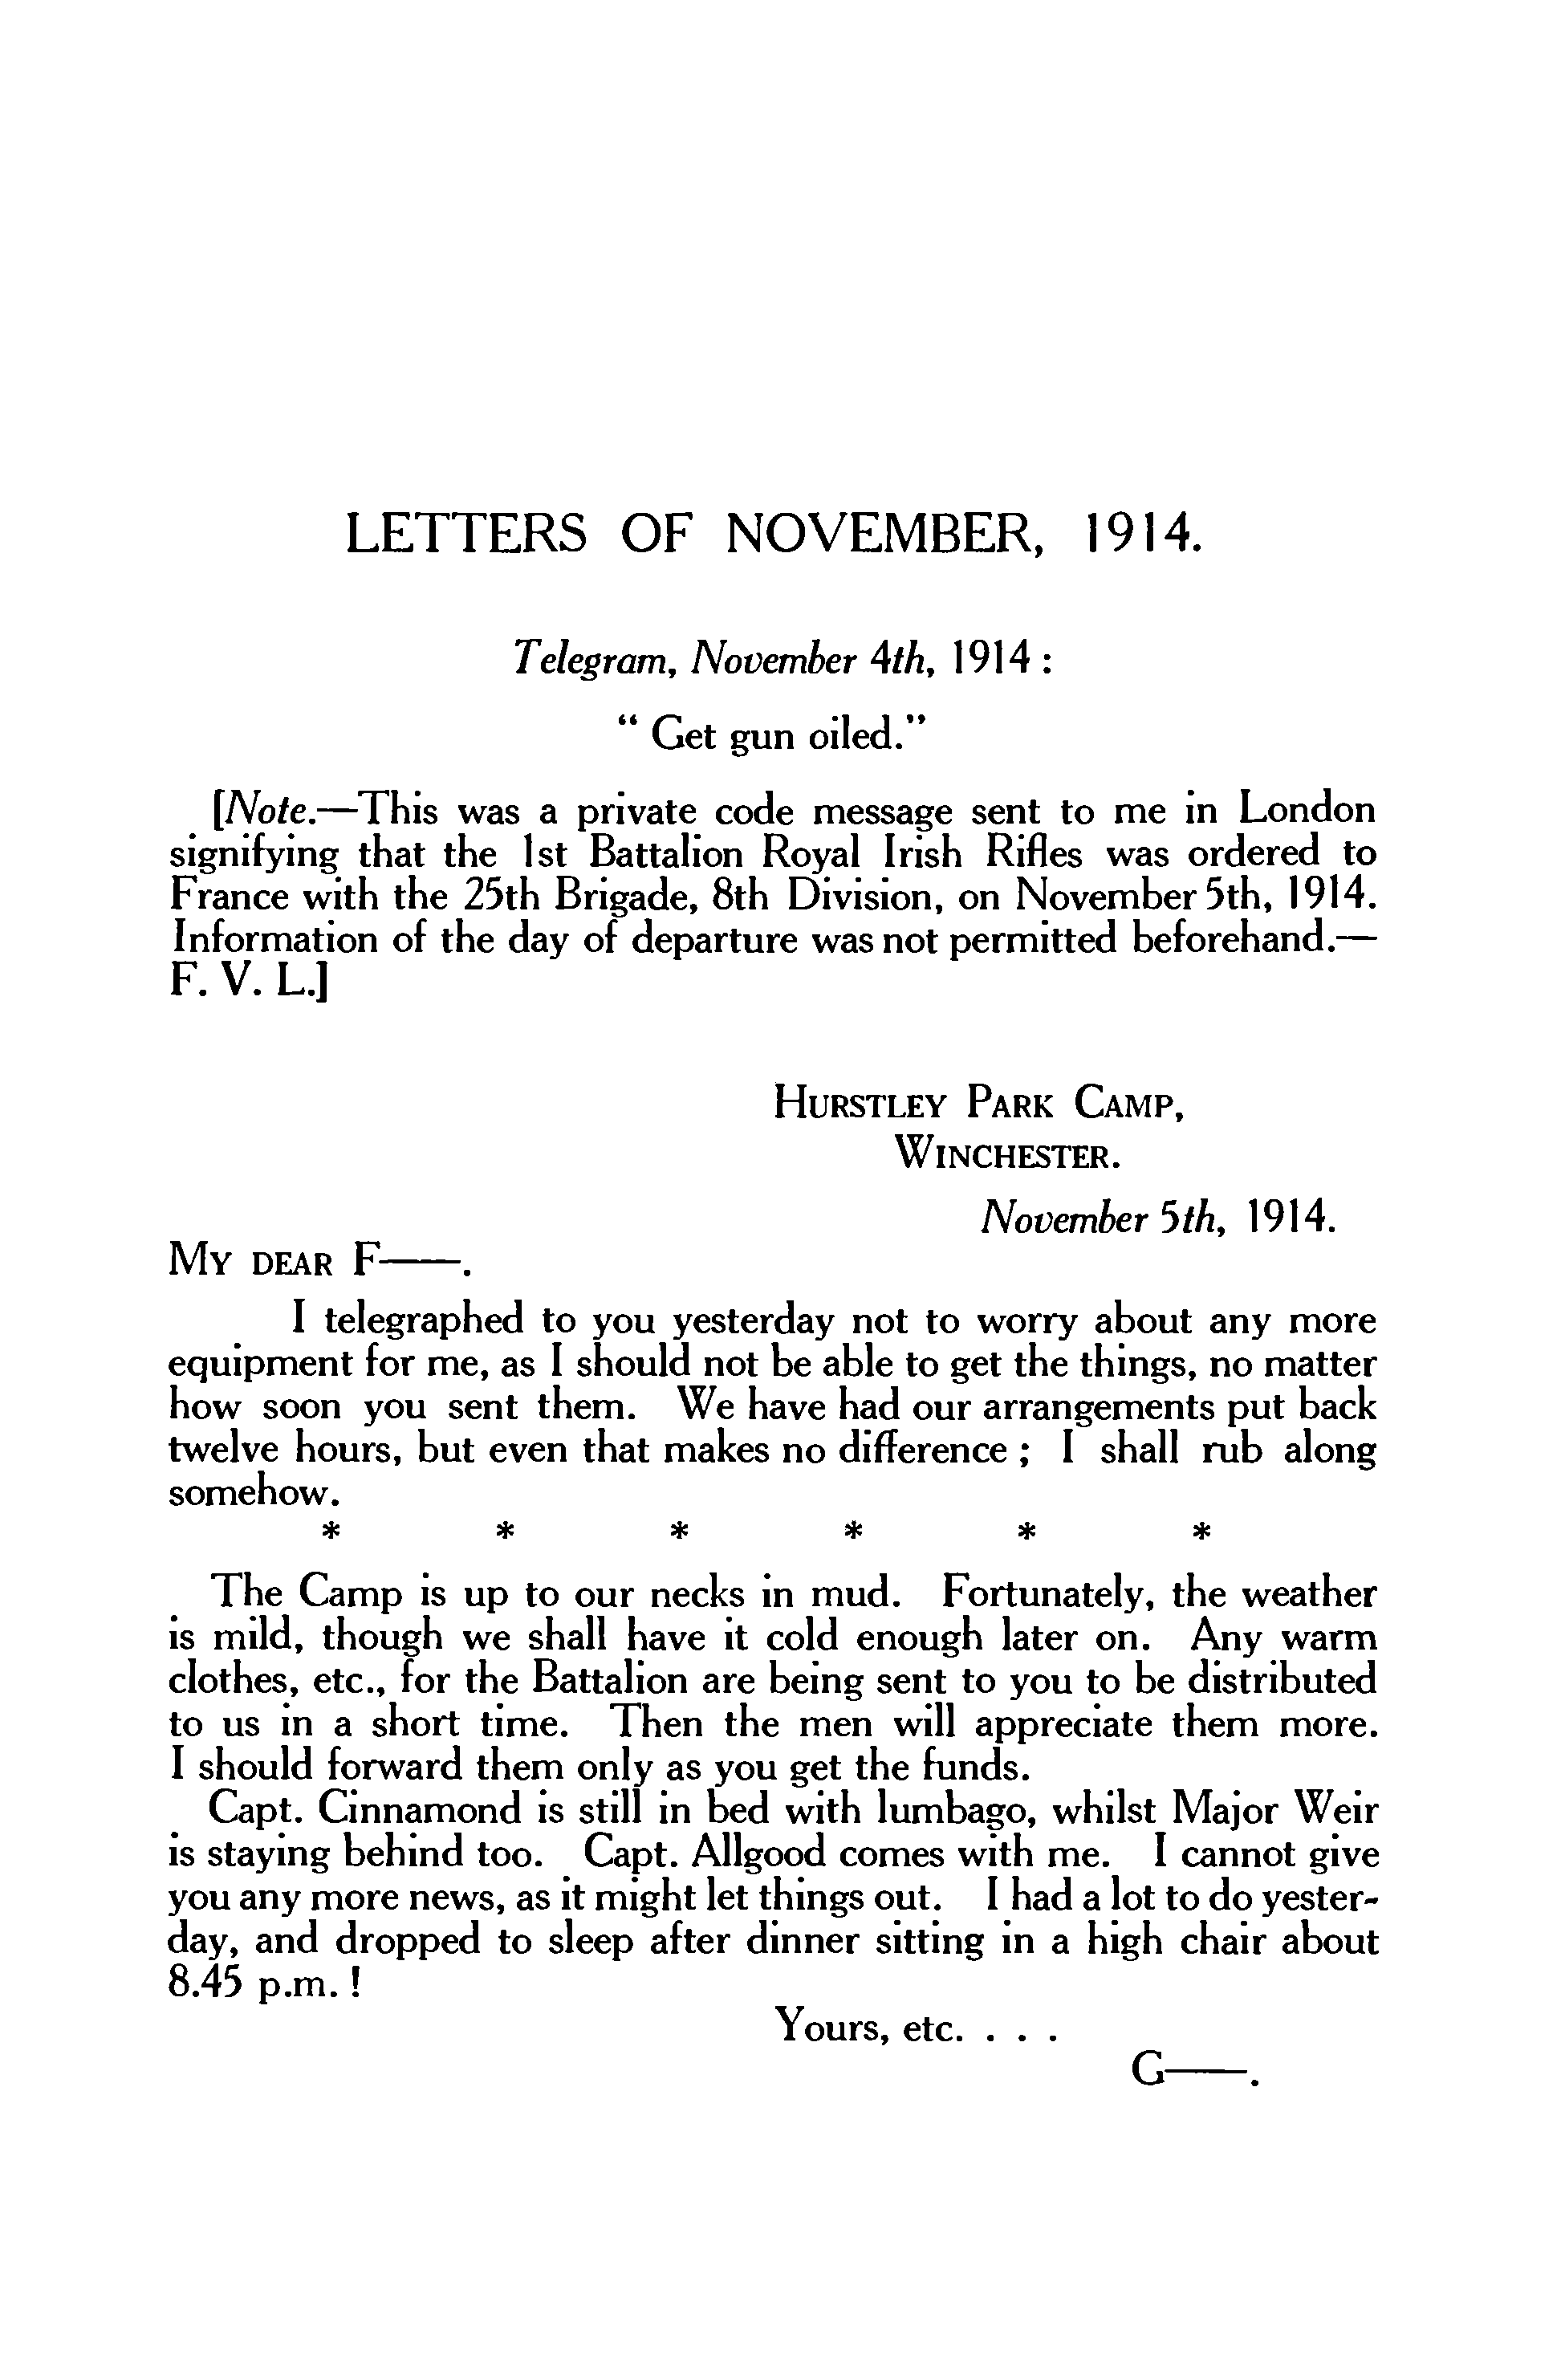 LETTERS OF NOVEMBER, 1914.
Telegram, November 4th, 1914 :
“ Get gun oiled.”
[Note.—This was a private code message sent to me in London
signifying that the 1st Battalion Royal Irish Rifles was ordered to
France with the 25th Brigade, 8th Division, on November 5th, 1914.
Information of the day of departure was not permitted beforehand.—
F. V. L.]
HURSTLEY PARK CAMP,
WINCHESTER.
November 5th, 1914.
MY DEAR F——.
I telegraphed to you yesterday not to worry about any more
equipment for me, as I should not be able to get the things, no matter
how soon you sent them. We have had our arrangements put back
twelve hours, but even that makes no difference ; I shall rub along
somehow.
* * * * * *
The Camp is up to our necks in mud. Fortunately, the weather
is mild, though we shall have it cold enough later on. Any warm
clothes, etc., for the Battalion are being sent to you to be distributed
to us in a short time. Then the men will appreciate them more.
I should forward them only as you get the funds.
Capt. Cinnamond is still in bed with lumbago, whilst Major Weir
is staying behind too. Capt. Allgood comes with me. I cannot give
you any more news, as it might let things out. I had a lot to do yester-
day, and dropped to sleep after dinner sitting in a high chair about
8.45 p.m. !
Yours, etc. . . .
G——.